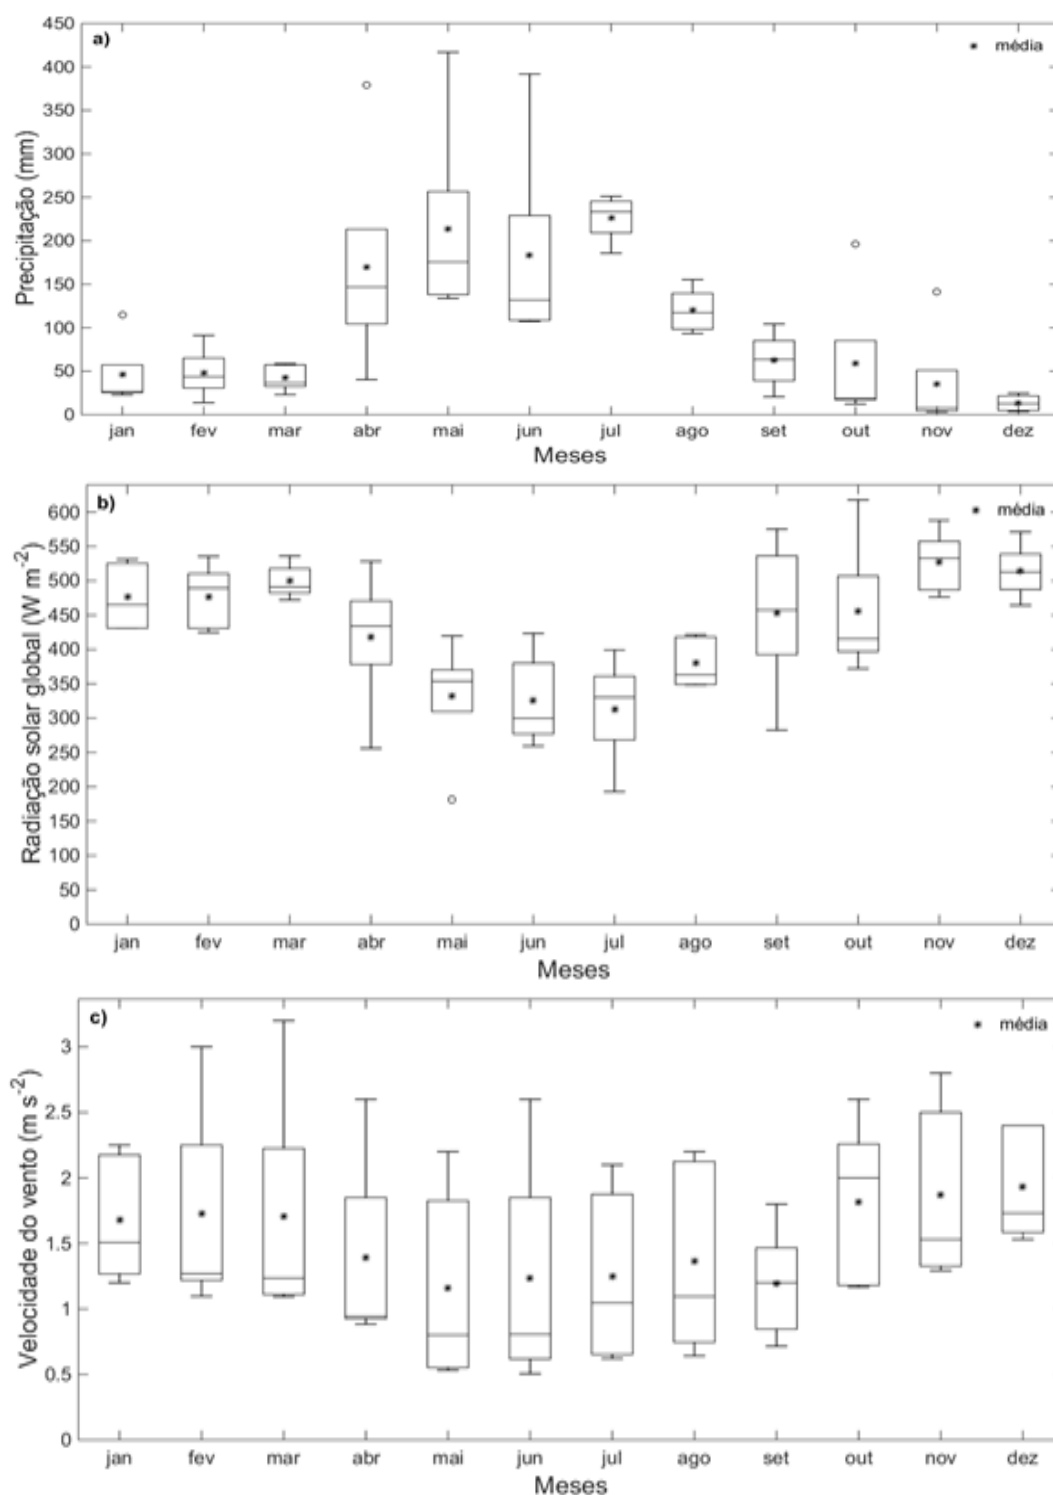 a)
média
Precipitação (mm)
450
400
350
300
250
200
150
100
50
0
jan fev mar abr mai jun jul ago set out nov dez
Meses
b)
média
Radiação solar global (W m-2)
600
550
500
450
400
350
300
250
200
150
100
50
0
jan fev mar abr mai jun jul ago set out nov dez
Meses
c)
média
Velocidade do vento (m s-2)
3
2.5
2
1.5
1
0.5
0
jan fev mar abr mai jun jul ago set out nov dez
Meses